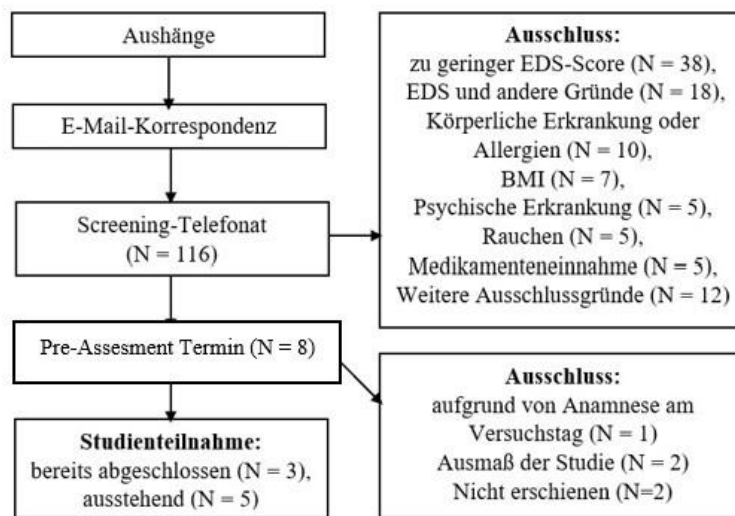 Aushänge
E-Mail-Korrespondenz
Screening-Telefonat
(N = 116)
Ausschluss:
zu geringer EDS-Score (N = 38),
EDS und andere Gründe (N = 18),
Körperliche Erkrankung oder
Allergien (N = 10),
BMI (N = 7),
Psychische Erkrankung (N = 5),
Rauchen (N = 5),
Medikamenteneinnahme (N = 5),
Weitere Ausschlussgründe (N = 12)
Pre-Assesment Termin (N = 8)
Ausschluss:
aufgrund von Anamnese am
Versuchstag (N = 1)
Ausmaß der Studie (N = 2)
Nicht erschienen (N=2)
Studienteilnahme:
bereits abgeschlossen (N = 3),
ausstehend (N = 5)